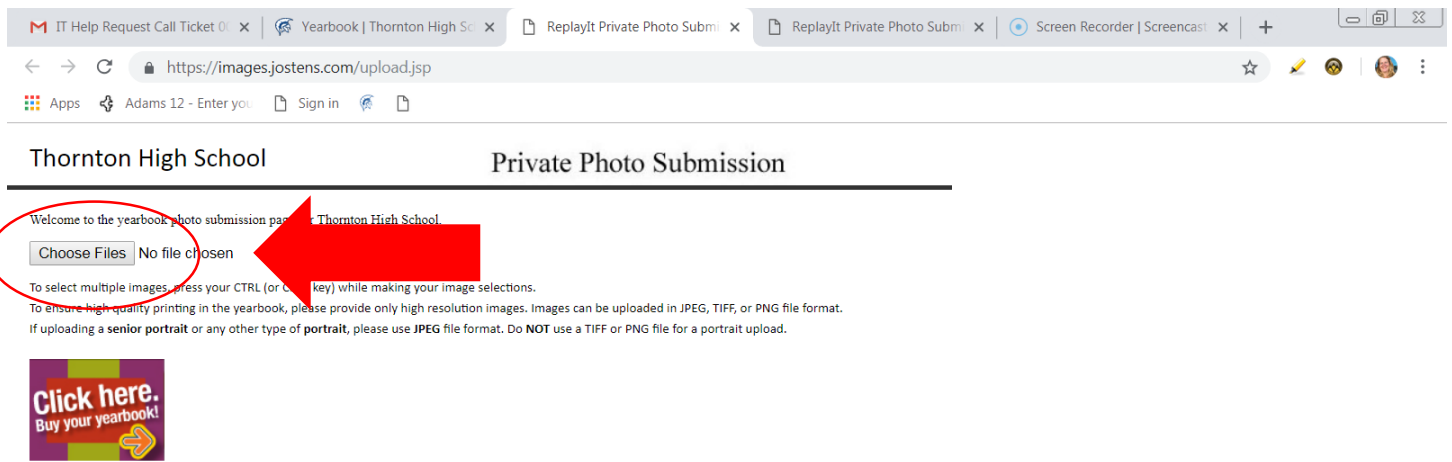 IT Help Request Call Ticket
Yearbook | Thornton High Sc
ReplayIt Private Photo Subm
ReplayIt Private Photo Subm
Screen Recorder | Screencast
https://images.jostens.com/upload.jsp
Apps
Adams 12 - Enter you
Sign in
Thornton High School
Private Photo Submission
Welcome to the yearbook photo submission Thornton High School.
Choose Files No file chosen
To select multiple images, press your CTRL (or key) while making your image selections.
To ensure high quality printing in the yearbook, please provide only high resolution images. Images can be uploaded in JPEG, TIFF, or PNG file format.
If uploading a senior portrait or any other type of portrait, please use JPEG file format. Do NOT use a TIFF or PNG file for a portrait upload.
Click here.
Buy your yearbook!